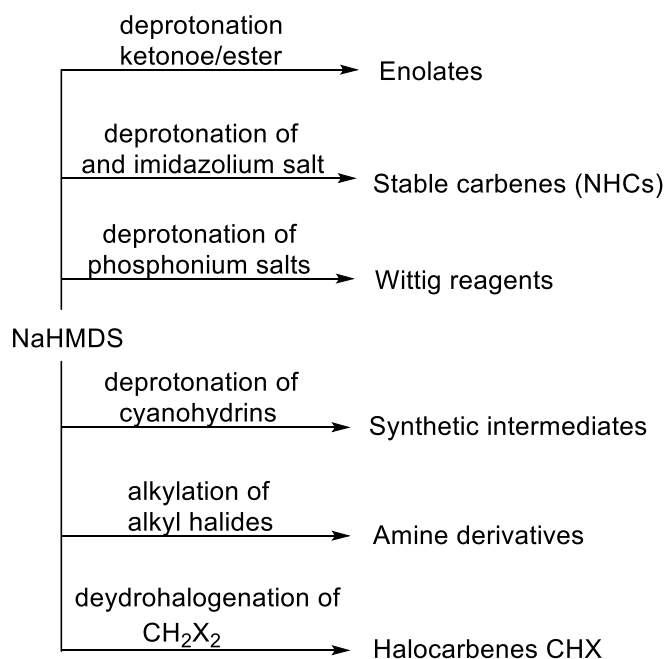 deprotonation
ketonoe/ester
Enolates
deprotonation of
and imidazolium salt
Stable carbenes (NHCs)
deprotonation of
phosphonium salts
Wittig reagents
NaHMDS
deprotonation of
cyanohydrins
Synthetic intermediates
alkylation of
alkyl halides
Amine derivatives
deydrohalogenation of
CH₂X₂
Halocarbenes CHX